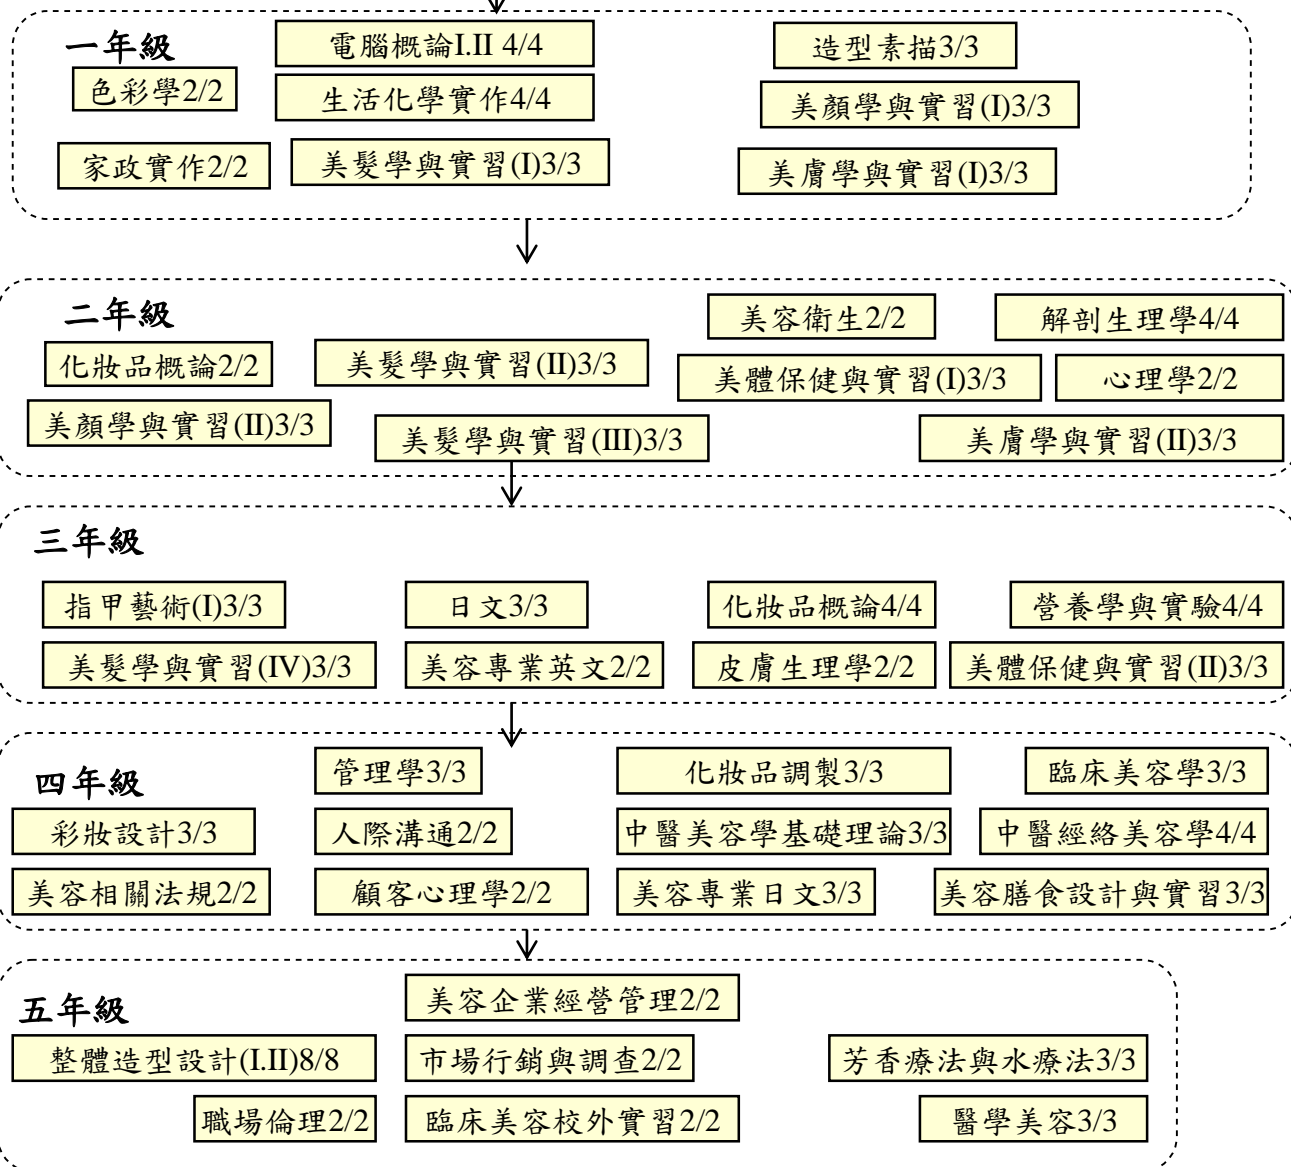 一年級
電腦概論I.II 4/4
造型素描3/3
色彩學2/2
生活化學實作4/4
美顏學與實習(I)3/3
家政實作2/2
美髮學與實習(I)3/3
美膚學與實習(I)3/3
二年級
美容衛生2/2
解剖生理學4/4
化妝品概論2/2
美髮學與實習(II)3/3
美體保健與實習(I)3/3
心理學2/2
美顏學與實習(II)3/3
美髮學與實習(III)3/3
美膚學與實習(II)3/3
三年級
指甲藝術(I)3/3
日文3/3
化妝品概論4/4
營養學與實驗4/4
美髮學與實習(IV)3/3
美容專業英文2/2
皮膚生理學2/2
美體保健與實習(II)3/3
四年級
管理學3/3
化妝品調製3/3
臨床美容學3/3
彩妝設計3/3
人際溝通2/2
中醫美容學基礎理論3/3
中醫經絡美容學4/4
美容相關法規2/2
顧客心理學2/2
美容專業日文3/3
美容膳食設計與實習3/3
五年級
美容企業經營管理2/2
整體造型設計(I.II)8/8
市場行銷與調查2/2
芳香療法與水療法3/3
職場倫理2/2
臨床美容校外實習2/2
醫學美容3/3